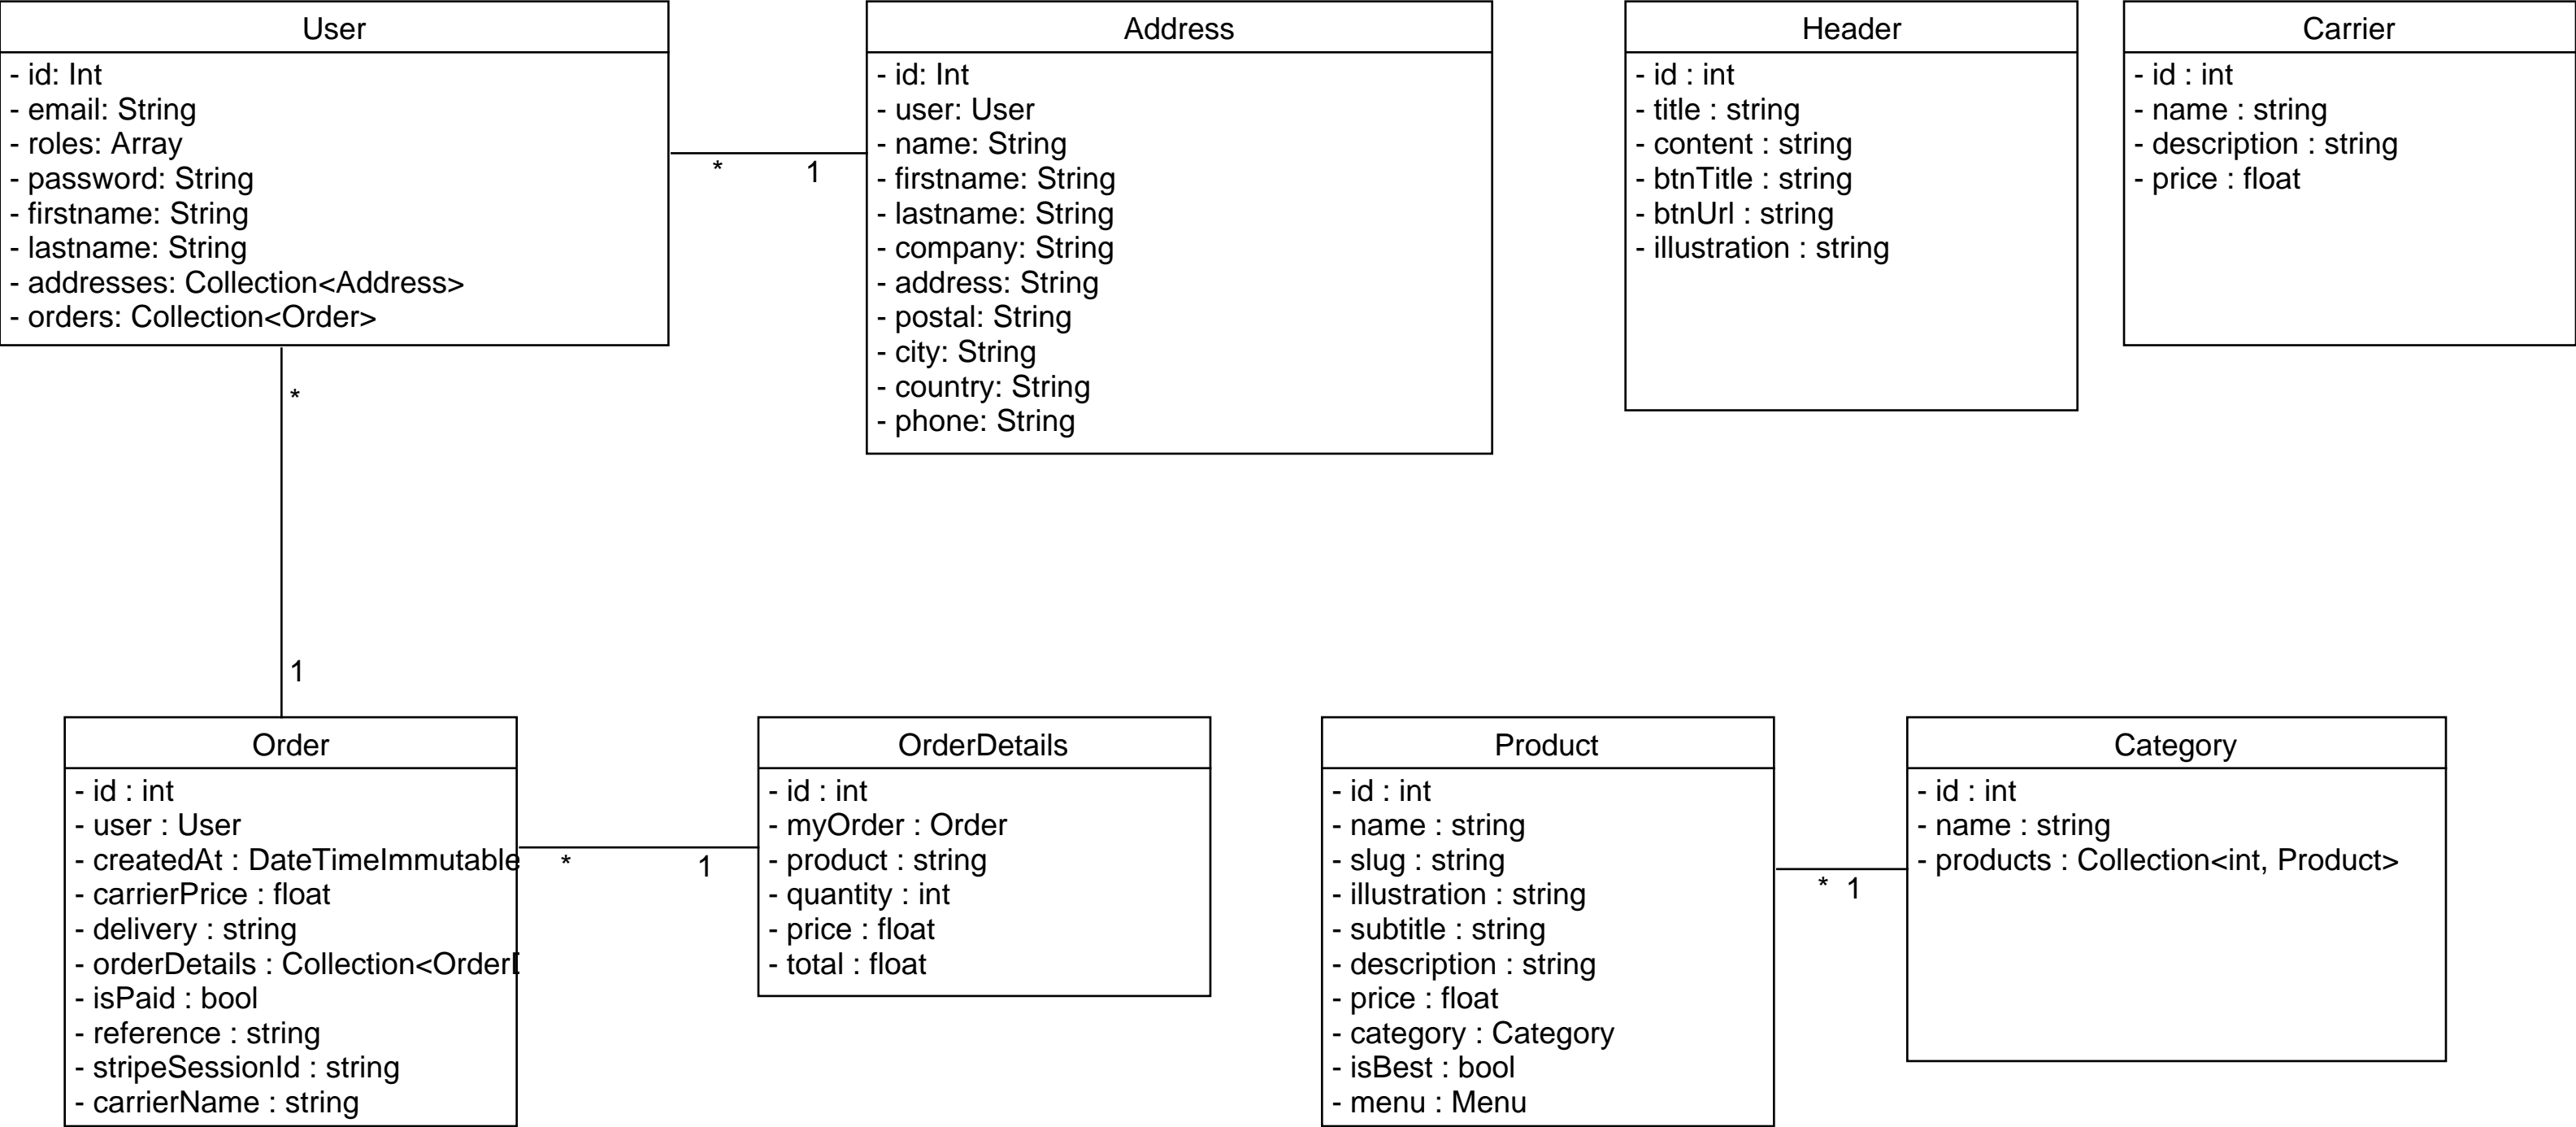 User
- id: Int
- email: String
- roles: Array
- password: String
- firstname: String
- lastname: String
- addresses: Collection<Address>
- orders: Collection<Order>
* 1
Address
- id: Int
- user: User
- name: String
- firstname: String
- lastname: String
- company: String
- address: String
- postal: String
- city: String
- country: String
- phone: String
Header
- id : int
- title : string
- content : string
- btnTitle : string
- btnUrl : string
- illustration : string
Carrier
- id : int
- name : string
- description : string
- price : float
*
1
Order
- id : int
- user : User
- createdAt : DateTimeImmutable
- carrierPrice : float
- delivery : string
- orderDetails : Collection<Order
- isPaid : bool
- reference : string
- stripeSessionId : string
- carrierName : string
* 1
OrderDetails
- id : int
- myOrder : Order
- product : string
- quantity : int
- price : float
- total : float
Product
- id : int
- name : string
- slug : string
- illustration : string
- subtitle : string
- description : string
- price : float
- category : Category
- isBest : bool
- menu : Menu
* 1
Category
- id : int
- name : string
- products : Collection<int, Product>